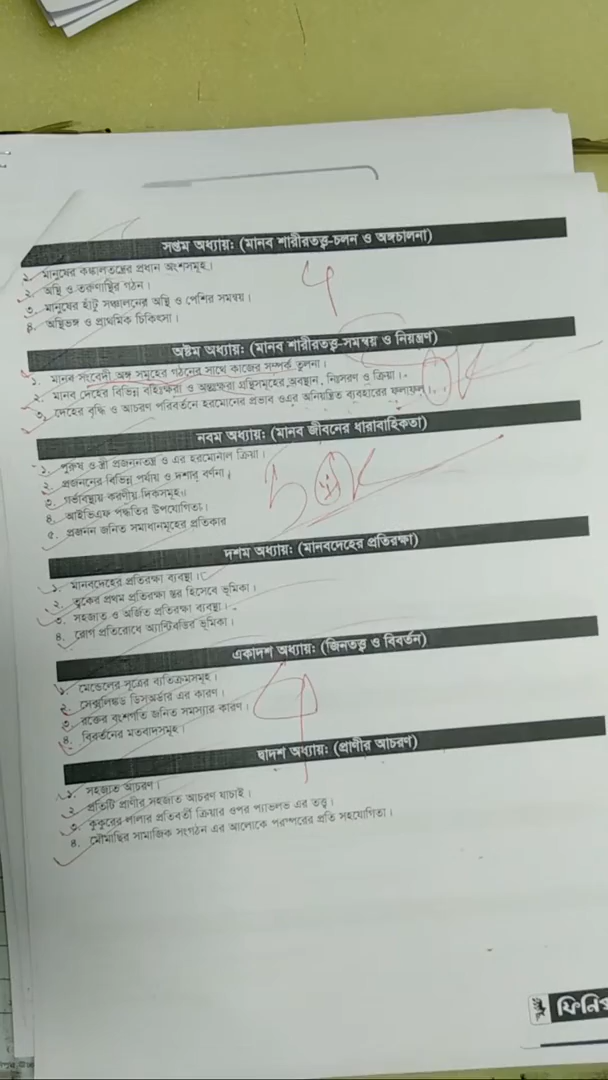 সপ্তম অধ্যায়: (মানব শারীরতত্ত্ব-চলন ও অঙ্গচালনা)
১. মানুষের কঙ্কালতন্ত্রের প্রধান অংশসমূহ।
২. অস্থি ও তরুণাস্থির গঠন।
৩. মানুষের হাঁটু সঞ্চালনের অস্থি ও পেশির সমন্বয়।
৪. অস্থিভঙ্গ ও প্রাথমিক চিকিৎসা।
অষ্টম অধ্যায়: (মানব শারীরতত্ত্ব-সমন্বয় ও নিয়ন্ত্রণ)
১. মানব সংবেদী অঙ্গ সমূহের গঠনের সাথে কাজের সম্পর্ক তুলনা।
২. মানব দেহের বিভিন্ন বহিঃক্ষরা ও অন্তঃক্ষরা গ্রন্থিসমূহের অবস্থান, নিঃসরণ ও ক্রিয়া।
৩. দেহের বৃদ্ধি ও আচরণ পরিবর্তনে হরমোনের প্রভাব ওএর অনিয়ন্ত্রিত ব্যবহারের ফলাফল।
নবম অধ্যায়: (মানব জীবনের ধারাবাহিকতা)
১. পুরুষ ও স্ত্রী প্রজননতন্ত্র ও এর হরমোনাল ক্রিয়া।
২. প্রজননের বিভিন্ন পর্যায় ও দশার বর্ণনা।
৩. গর্ভাবস্থায় করণীয় দিকসমূহ।
৪. আইভিএফ পদ্ধতির উপযোগিতা।
৫. প্রজনন জনিত সমাধানমূহের প্রতিকার
দশম অধ্যায়: (মানবদেহের প্রতিরক্ষা)
১. মানবদেহের প্রতিরক্ষা ব্যবস্থা।
২. ত্বকের প্রথম প্রতিরক্ষা স্তর হিসেবে ভূমিকা।
৩. সহজাত ও অর্জিত প্রতিরক্ষা ব্যবস্থা।
৪. রোগ প্রতিরোধে অ্যান্টিবডির ভূমিকা।
একাদশ অধ্যায়: (জিনতত্ত্ব ও বিবর্তন)
১. মেন্ডেলের সূত্রের ব্যতিক্রমসমূহ।
২. সেক্সলিঙ্কড ডিসঅর্ডার এর কারণ।
৩. রক্তের বংশগতি জনিত সমস্যার কারণ।
৪. বিবর্তনের মতবাদসমূহ।
দ্বাদশ অধ্যায়: (প্রাণীর আচরণ)
১. সহজাত আচরণ।
২. প্রতিটি প্রাণীর সহজাত আচরণ যাচাই।
৩. কুকুরের লালার প্রতিবর্তী ক্রিয়ার ওপর প্যাভলভ এর তত্ত্ব।
৪. মৌমাছির সামাজিক সংগঠন এর আলোকে পরস্পরের প্রতি সহযোগিতা।